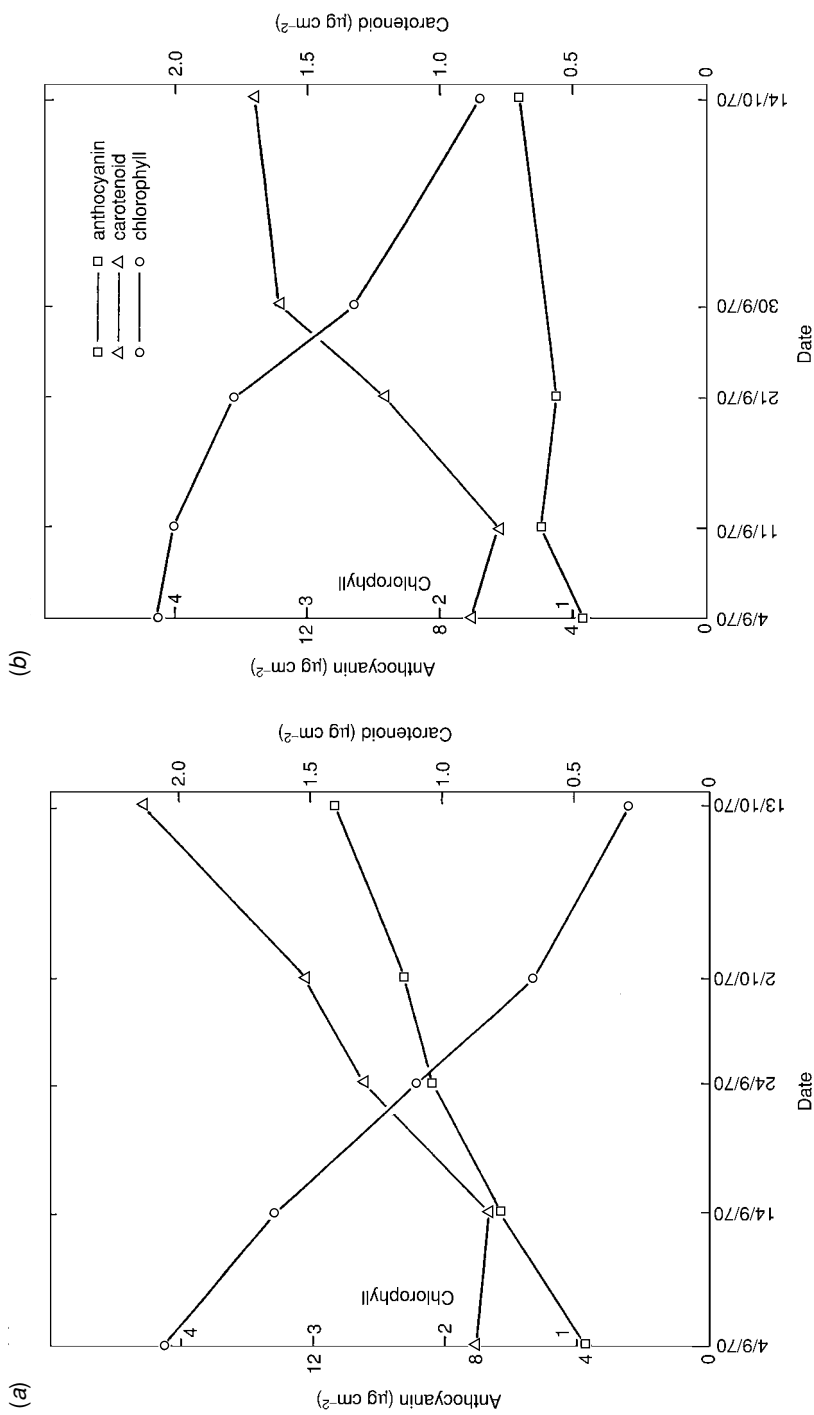 (a)
Anthocyanin (µg cm⁻²)
12
8
4
0
Chlorophyll
4
3
2
1
Carotenoid (µg cm⁻²)
2.0
1.5
1.0
0.5
0
4/9/70
14/9/70
24/9/70
2/10/70
13/10/70
Date
(b)
Anthocyanin (µg cm⁻²)
12
8
4
0
Chlorophyll
4
3
2
1
anthocyanin
carotenoid
chlorophyll
Carotenoid (µg cm⁻²)
2.0
1.5
1.0
0.5
0
4/9/70
11/9/70
21/9/70
30/9/70
14/10/70
Date